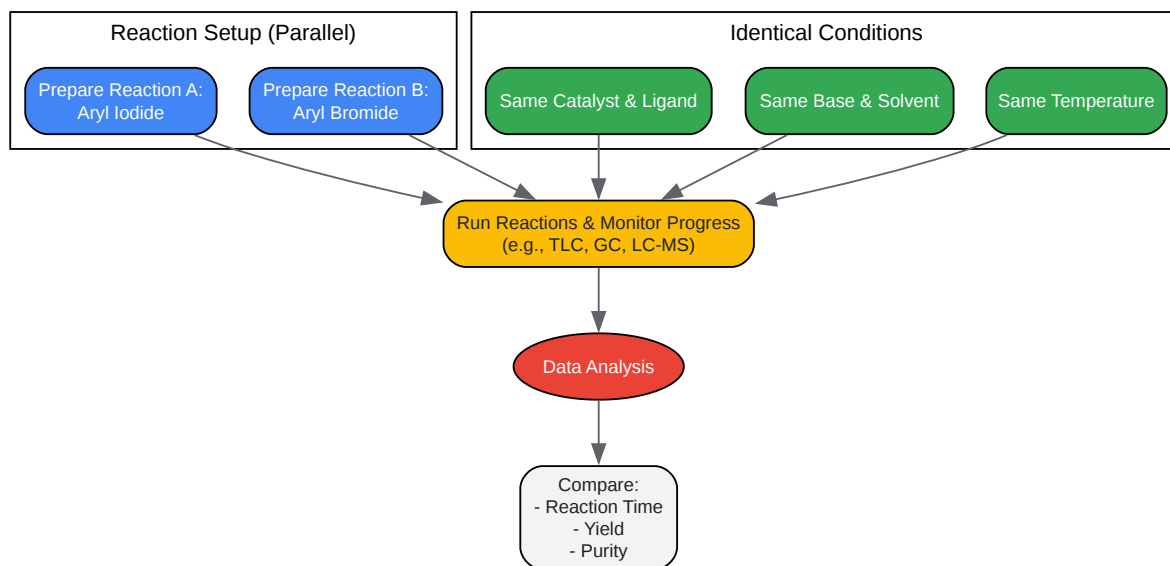 Reaction Setup (Parallel)
Identical Conditions
Prepare Reaction A:
Aryl Iodide
Prepare Reaction B:
Aryl Bromide
Same Catalyst & Ligand
Same Base & Solvent
Same Temperature
Run Reactions & Monitor Progress
(e.g., TLC, GC, LC-MS)
Data Analysis
Compare:
- Reaction Time
- Yield
- Purity